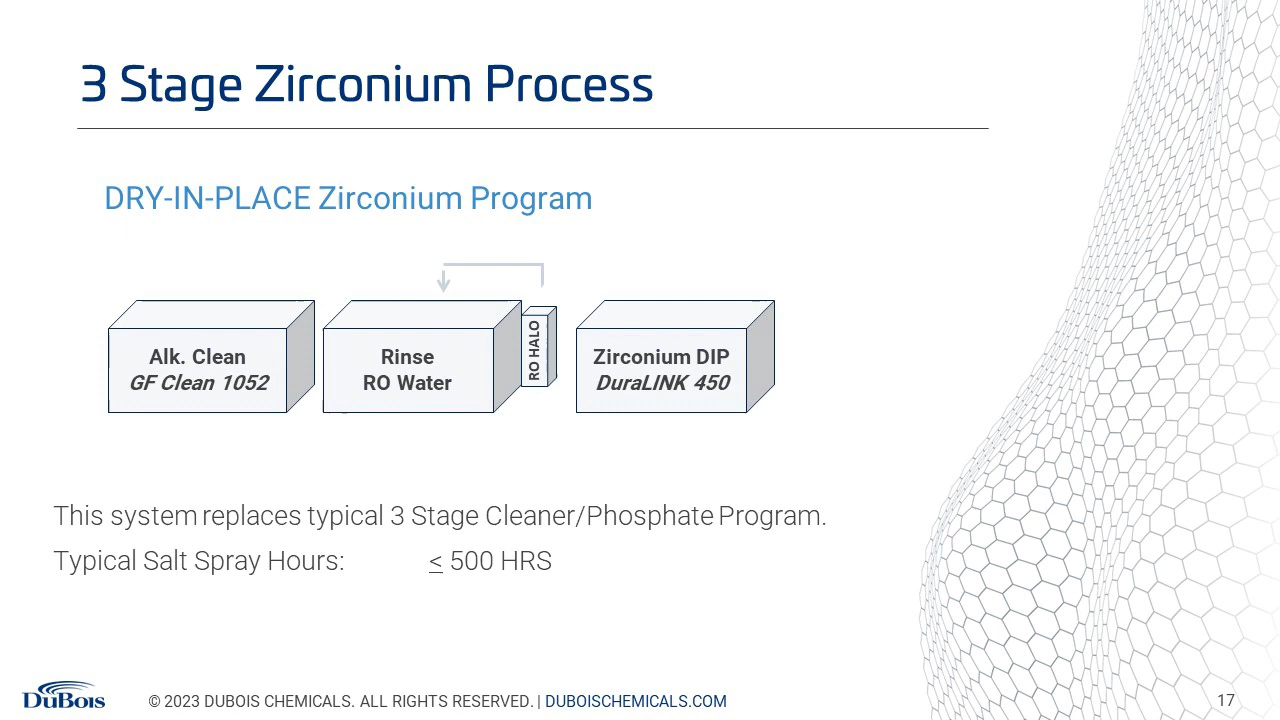 3 Stage Zirconium Process
DRY-IN-PLACE Zirconium Program
Alk. Clean
GF Clean 1052
Rinse
RO Water
RO HALO
Zirconium DIP
DuraLINK 450
This system replaces typical 3 Stage Cleaner/Phosphate Program.
Typical Salt Spray Hours: ≤ 500 HRS
DuBois
© 2023 DUBOIS CHEMICALS. ALL RIGHTS RESERVED. | DUBOISCHEMICALS.COM
17